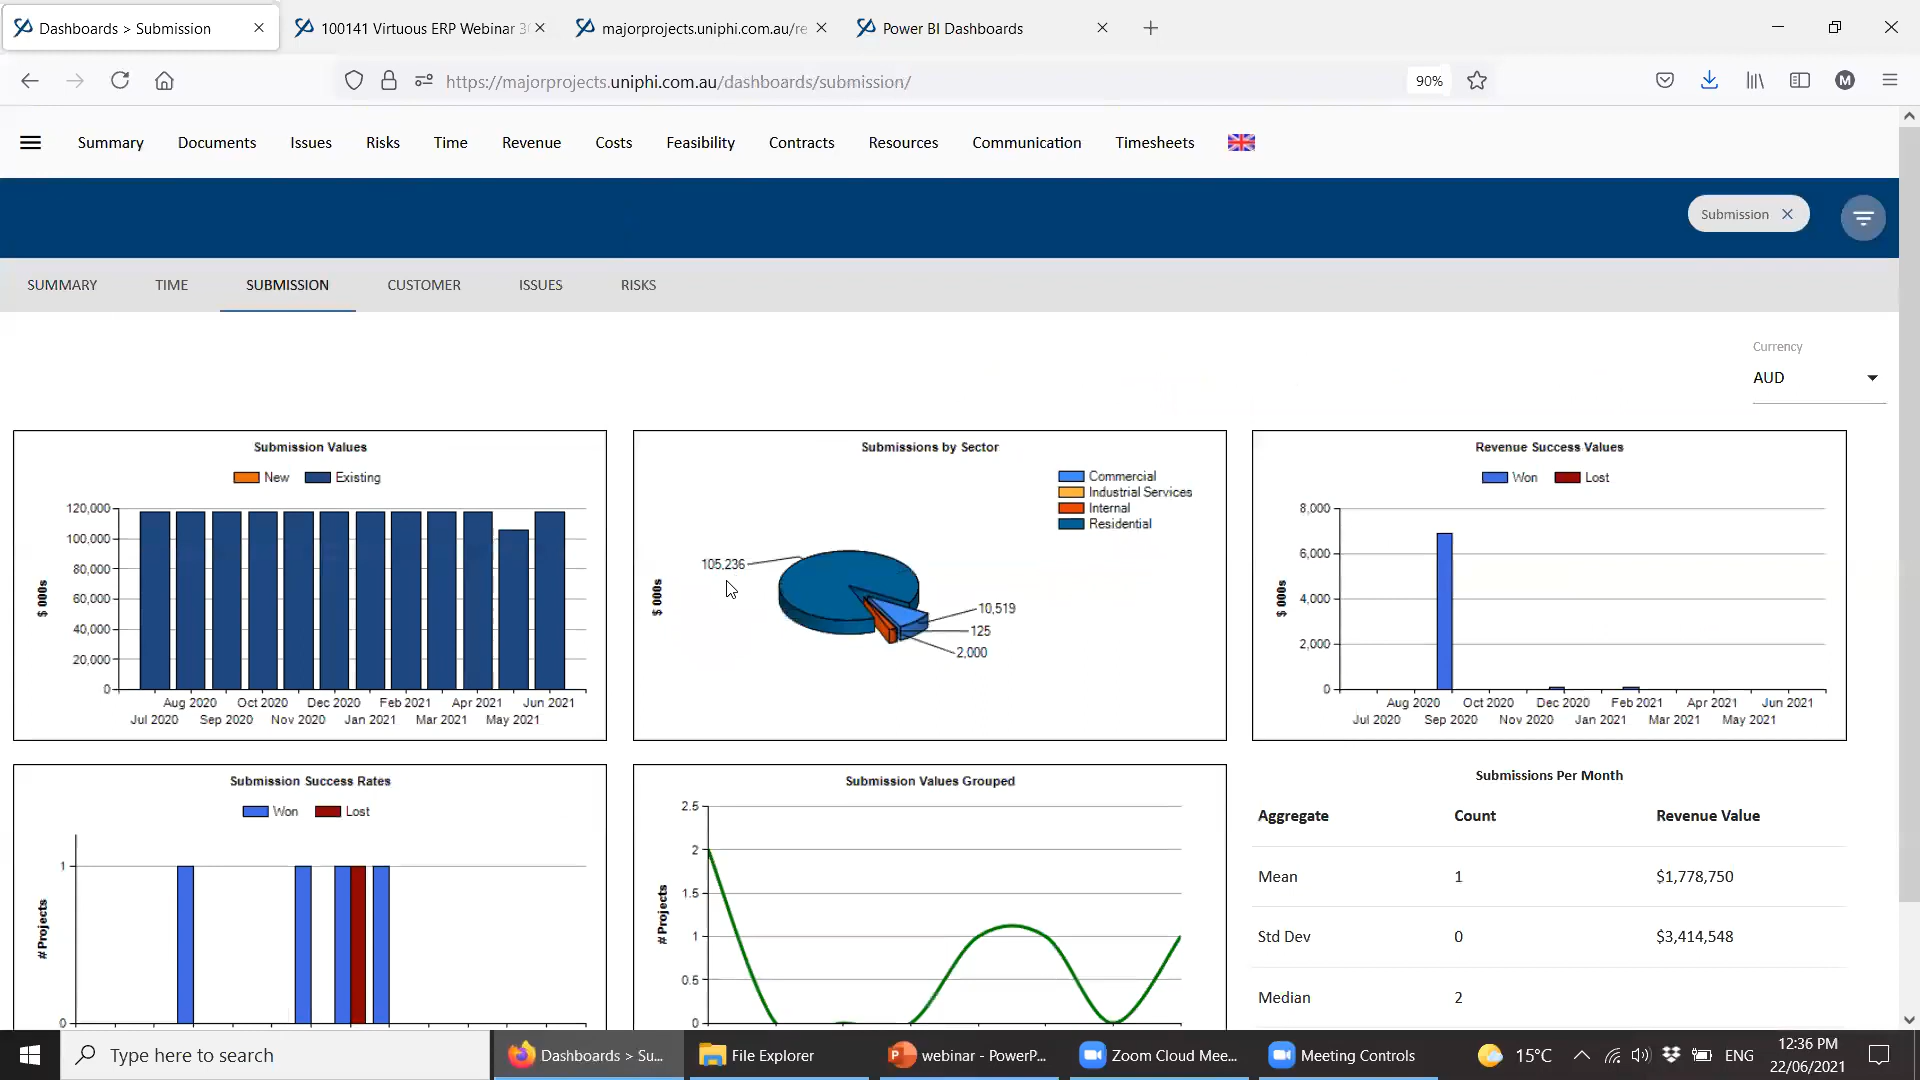 Dashboards > Submission
100141 Virtuous ERP Webinar 30
majorprojects.uniphi.com.au/re
Power BI Dashboards
https://majorprojects.uniphi.com.au/dashboards/submission/
90%
M
Summary Documents Issues Risks Time Revenue Costs Feasibility Contracts Resources Communication Timesheets
Submission
SUMMARY TIME SUBMISSION CUSTOMER ISSUES RISKS
Currency
AUD
Submission Values
New Existing
120,000
100,000
80,000
60,000
40,000
20,000
0
$ 000s
Aug 2020 Oct 2020 Dec 2020 Feb 2021 Apr 2021 Jun 2021
Jul 2020 Sep 2020 Nov 2020 Jan 2021 Mar 2021 May 2021
Submissions by Sector
Commercial
Industrial Services
Internal
Residential
$ 000s
105,236
10,519
125
2,000
Revenue Success Values
Won Lost
8,000
6,000
4,000
2,000
0
$ 000s
Aug 2020 Oct 2020 Dec 2020 Feb 2021 Apr 2021 Jun 2021
Jul 2020 Sep 2020 Nov 2020 Jan 2021 Mar 2021 May 2021
Submission Success Rates
Won Lost
1
0
# Projects
Submission Values Grouped
2.5
2
1.5
1
0.5
0
# Projects
Submissions Per Month
Aggregate Count Revenue Value
Mean 1 $1,778,750
Std Dev 0 $3,414,548
Median 2
Type here to search
Dashboards > Su...
File Explorer
webinar - PowerP...
Zoom Cloud Mee...
Meeting Controls
15°C
ENG
12:36 PM
22/06/2021